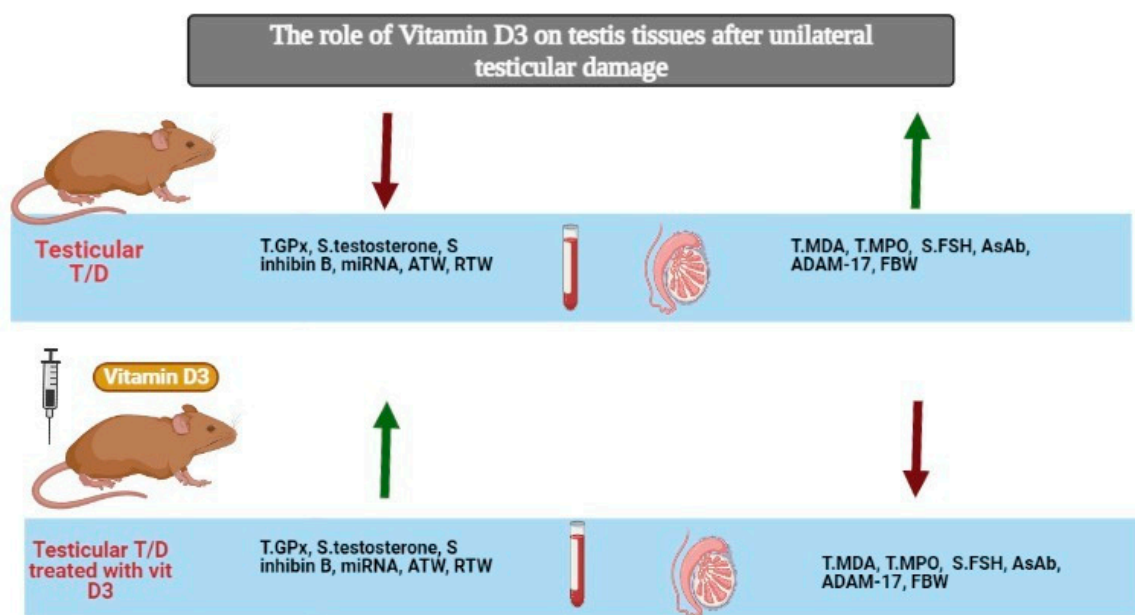 The role of Vitamin D3 on testis tissues after unilateral
testicular damage
Testicular
T/D
T.GPx, S.testosterone, S
inhibin B, miRNA, ATW, RTW
T.MDA, T.MPO, S.FSH, AsAb,
ADAM-17, FBW
Vitamin D3
Testicular T/D
treated with vit
D3
T.GPx, S.testosterone, S
inhibin B, miRNA, ATW, RTW
T.MDA, T.MPO, S.FSH, AsAb,
ADAM-17, FBW